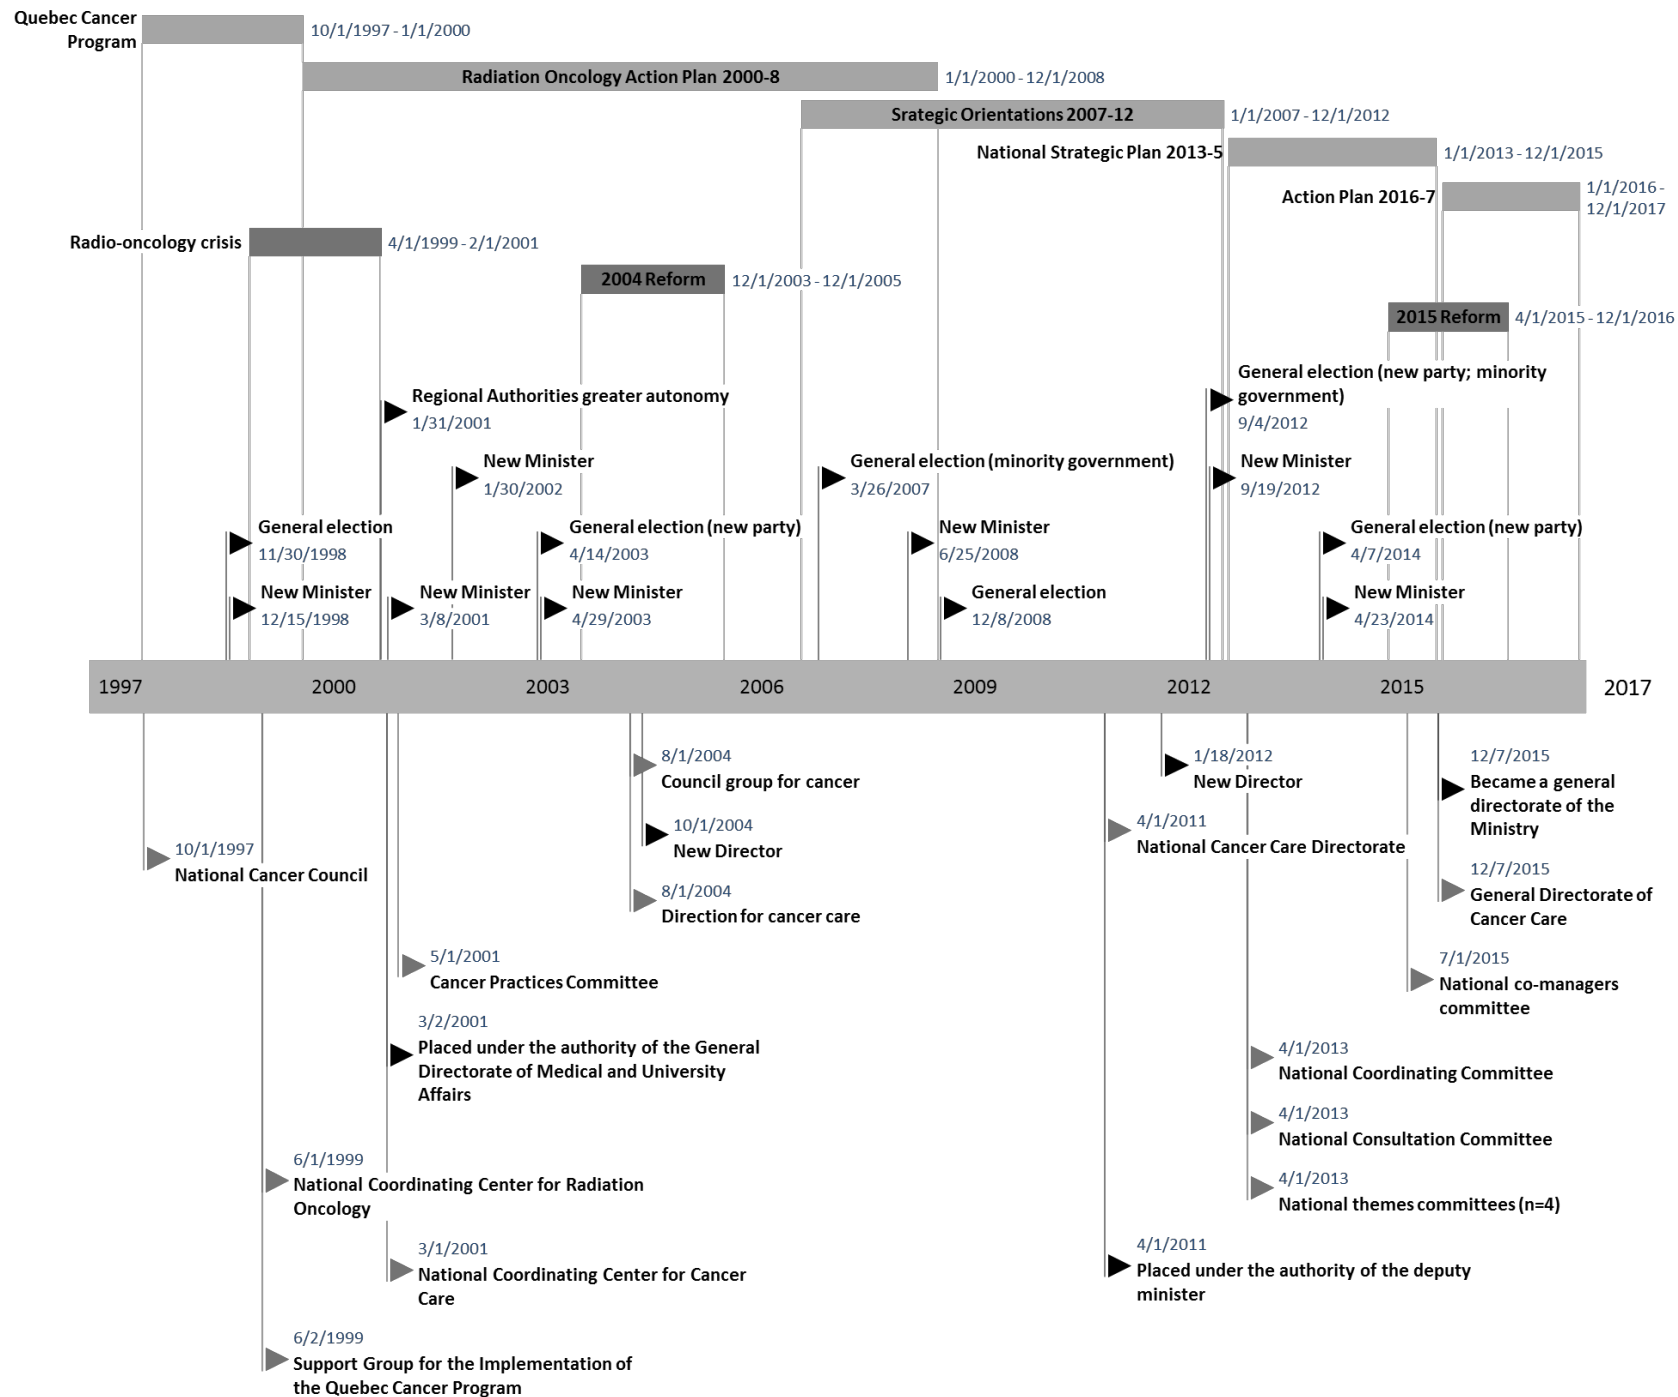 Quebec Cancer
Program
10/1/1997 - 1/1/2000
Radiation Oncology Action Plan 2000-8
1/1/2000 - 12/1/2008
Srategic Orientations 2007-12
1/1/2007 - 12/1/2012
National Strategic Plan 2013-5
1/1/2013 - 12/1/2015
Action Plan 2016-7
1/1/2016 -
12/1/2017
Radio-oncology crisis
4/1/1999 - 2/1/2001
2004 Reform
12/1/2003 - 12/1/2005
2015 Reform
4/1/2015 - 12/1/2016
General election (new party; minority
government)
9/4/2012
Regional Authorities greater autonomy
1/31/2001
New Minister
1/30/2002
General election (minority government)
3/26/2007
New Minister
9/19/2012
General election
11/30/1998
General election (new party)
4/14/2003
New Minister
6/25/2008
General election (new party)
4/7/2014
New Minister
12/15/1998
New Minister
3/8/2001
New Minister
4/29/2003
General election
12/8/2008
New Minister
4/23/2014
1997
2000
2003
2006
2009
2012
2015
2017
8/1/2004
Council group for cancer
1/18/2012
New Director
12/7/2015
Became a general
directorate of the
Ministry
10/1/2004
New Director
4/1/2011
National Cancer Care Directorate
10/1/1997
National Cancer Council
8/1/2004
Direction for cancer care
12/7/2015
General Directorate of
Cancer Care
5/1/2001
Cancer Practices Committee
7/1/2015
National co-managers
committee
3/2/2001
Placed under the authority of the General
Directorate of Medical and University
Affairs
4/1/2013
National Coordinating Committee
4/1/2013
National Consultation Committee
6/1/1999
National Coordinating Center for Radiation
Oncology
4/1/2013
National themes committees (n=4)
3/1/2001
National Coordinating Center for Cancer
Care
4/1/2011
Placed under the authority of the deputy
minister
6/2/1999
Support Group for the Implementation of
the Quebec Cancer Program